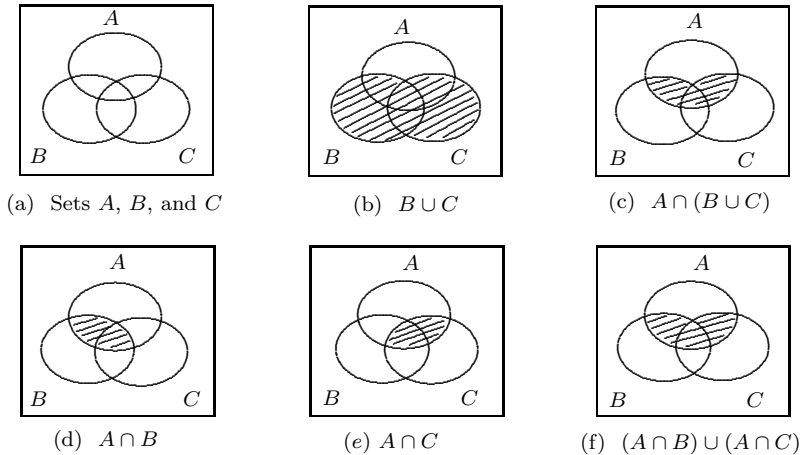 A
B
C
(a) Sets A, B, and C
A
B
C
(b) B ∪ C
A
B
C
(c) A ∩ (B ∪ C)
A
B
C
(d) A ∩ B
A
B
C
(e) A ∩ C
A
B
C
(f) (A ∩ B) ∪ (A ∩ C)